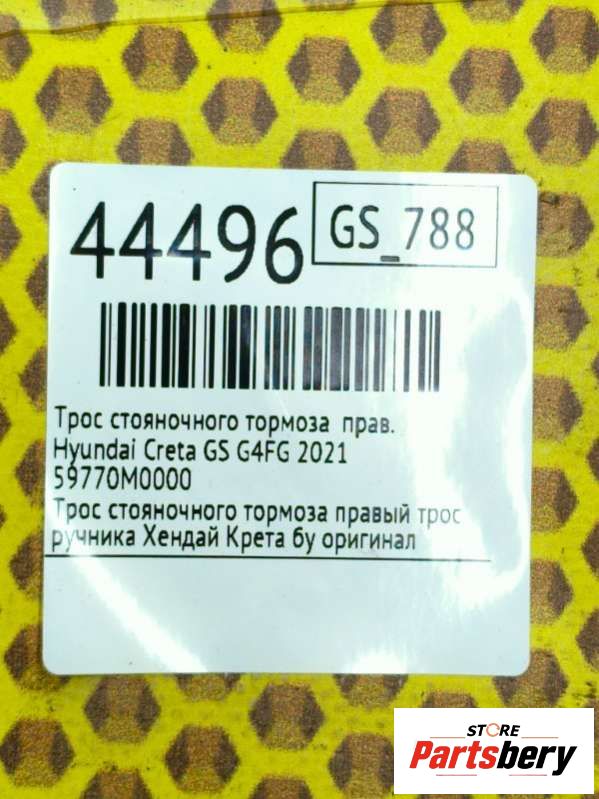 44496
GS_788
Трос стояночного тормоза прав.
Hyundai Creta GS G4FG 2021
59770M0000
Трос стояночного тормоза правый трос
ручника Хендай Крета бу оригинал
STORE
Partsbery